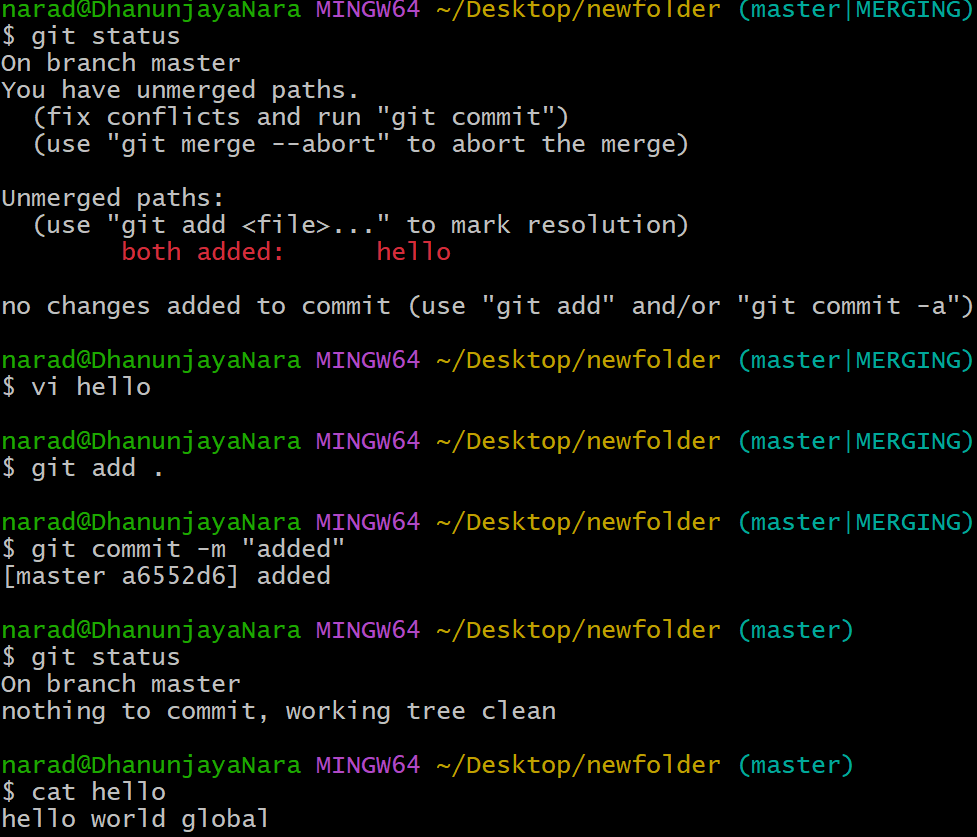 narad@DhanunjayaNara MINGW64 ~/Desktop/newfolder (master|MERGING)
$ git status
On branch master
You have unmerged paths.
  (fix conflicts and run "git commit")
  (use "git merge --abort" to abort the merge)

Unmerged paths:
  (use "git add <file>..." to mark resolution)
        both added:      hello

no changes added to commit (use "git add" and/or "git commit -a")

narad@DhanunjayaNara MINGW64 ~/Desktop/newfolder (master|MERGING)
$ vi hello

narad@DhanunjayaNara MINGW64 ~/Desktop/newfolder (master|MERGING)
$ git add .

narad@DhanunjayaNara MINGW64 ~/Desktop/newfolder (master|MERGING)
$ git commit -m "added"
[master a6552d6] added

narad@DhanunjayaNara MINGW64 ~/Desktop/newfolder (master)
$ git status
On branch master
nothing to commit, working tree clean

narad@DhanunjayaNara MINGW64 ~/Desktop/newfolder (master)
$ cat hello
hello world global